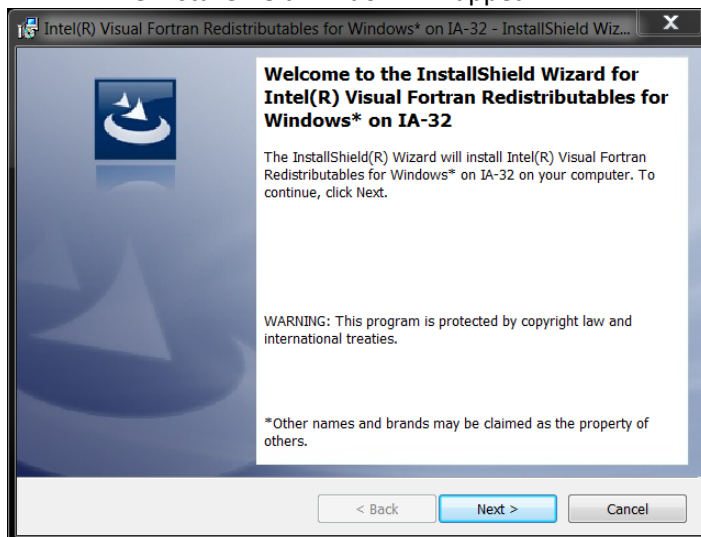 Intel(R) Visual Fortran Redistributables for Windows* on IA-32 - InstallShield Wiz... X
Welcome to the InstallShield Wizard for
Intel(R) Visual Fortran Redistributables for
Windows* on IA-32
The InstallShield(R) Wizard will install Intel(R) Visual Fortran
Redistributables for Windows* on IA-32 on your computer. To
continue, click Next.
WARNING: This program is protected by copyright law and
international treaties.
*Other names and brands may be claimed as the property of
others.
< Back Next > Cancel